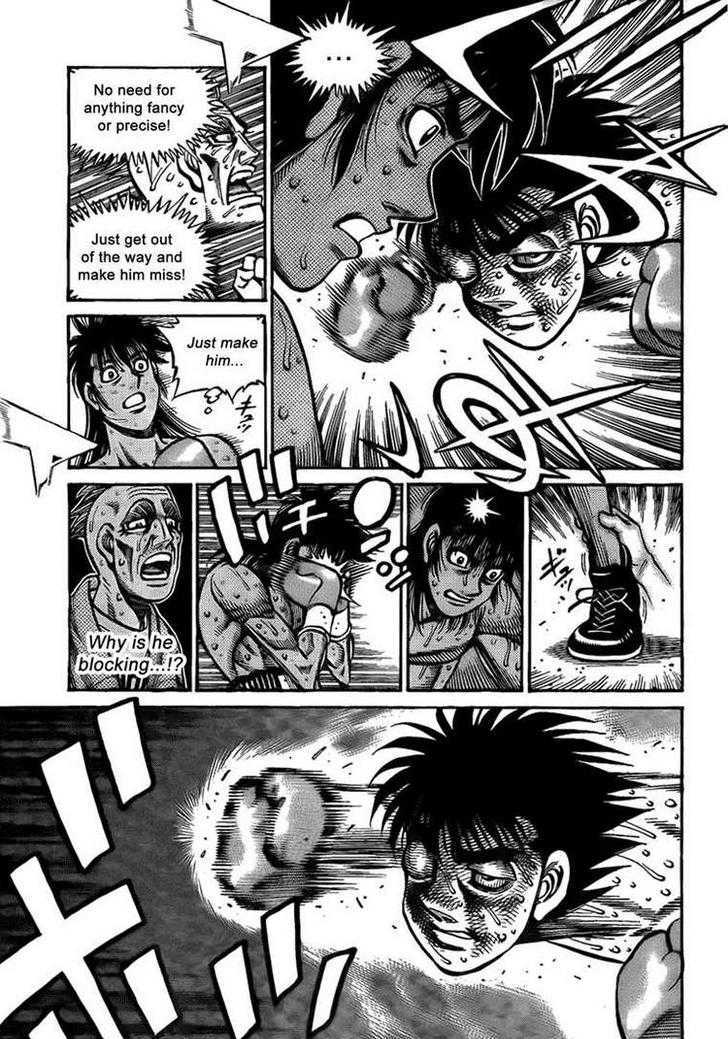 ...
No need for
anything fancy
or precise!
Just get out
of the way and
make him miss!
Just make
him...
Why is he
blocking...!?